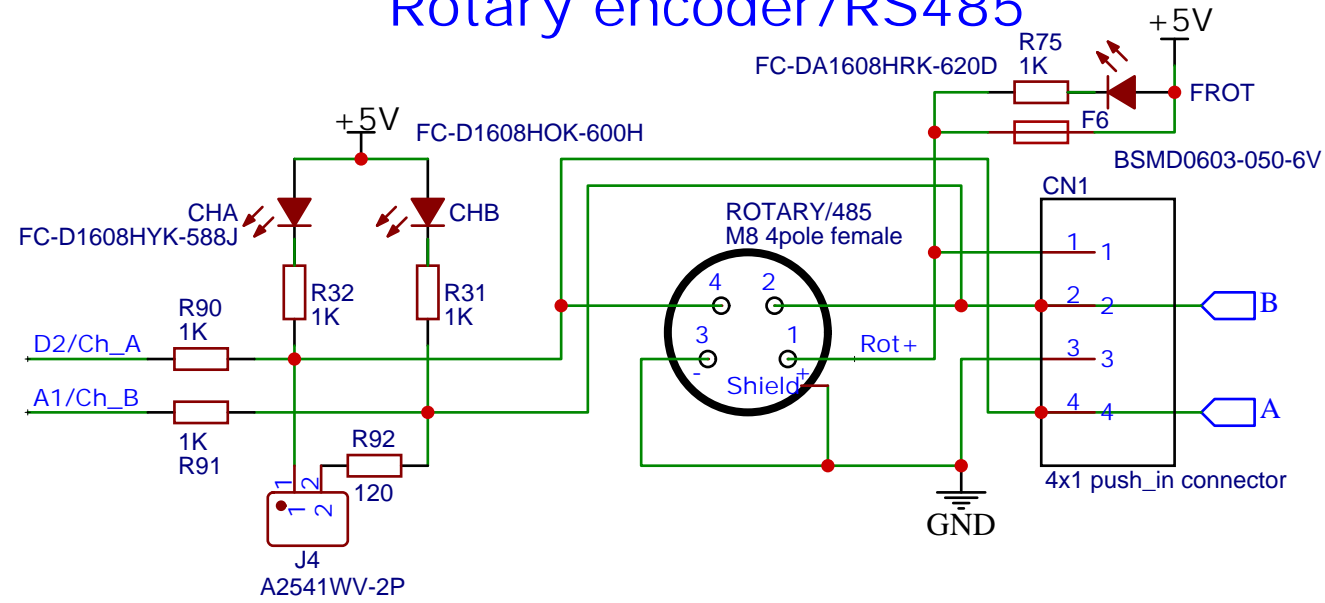 Rotary encoder/RS485
+5V
R75
1K
FC-DA1608HRK-620D
FROT
F6
BSMD0603-050-6V
+5V
FC-D1608HOK-600H
CHA
FC-D1608HYK-588J
CHB
R32
1K
R31
1K
R90
1K
D2/Ch_A
A1/Ch_B
1K
R91
R92
120
1 2
1 2
J4
A2541WV-2P
ROTARY/485
M8 4pole female
4 2
3 1
- +
Shield
Rot+
GND
CN1
1 1
2 2
3 3
4 4
B
A
4x1 push_in connector